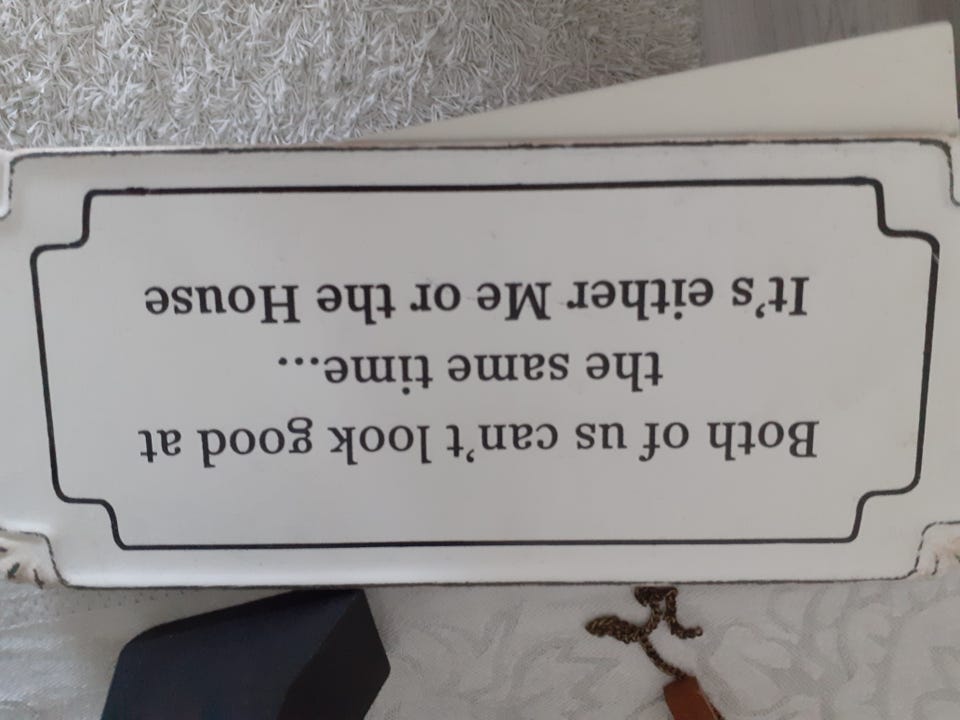 Both of us can't look good at
the same time...
It's either Me or the House